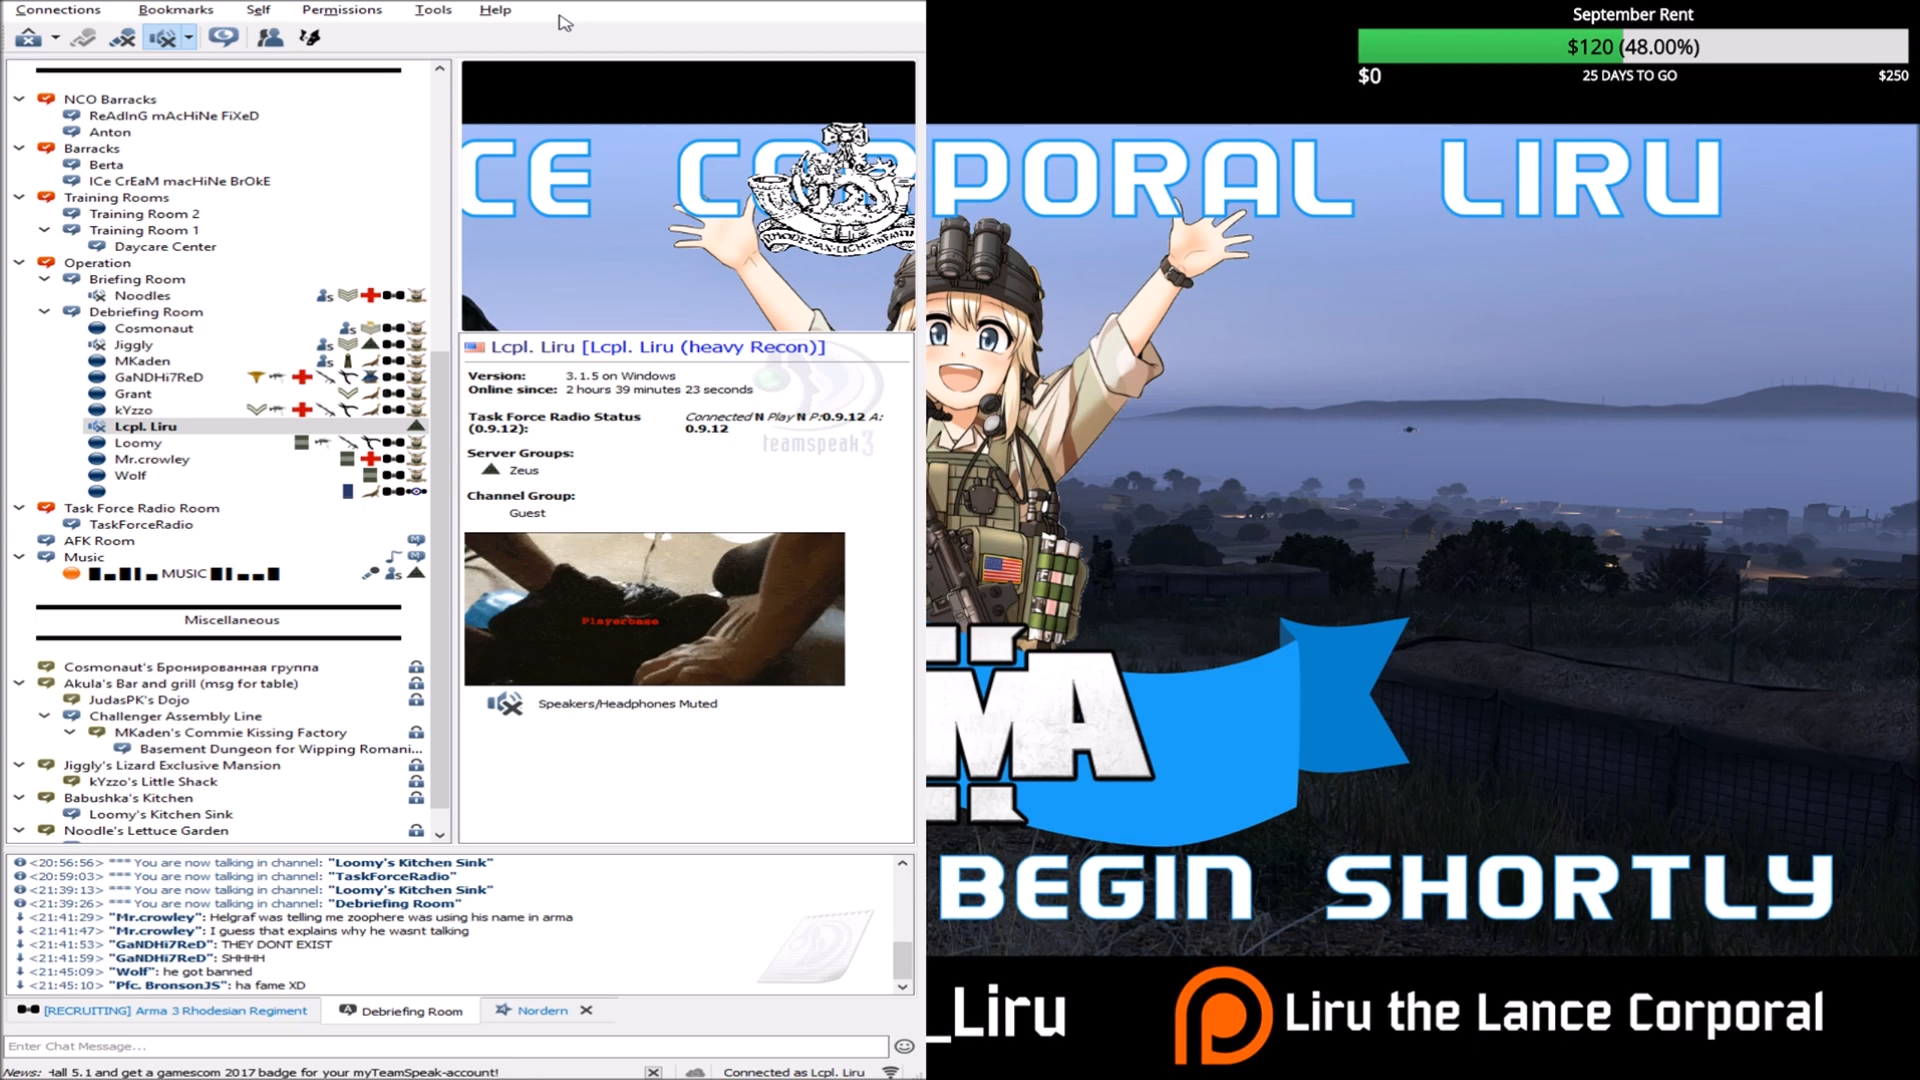 Connections Bookmarks Self Permissions Tools Help
NCO Barracks
ReAdInG mAcHiNe FiXeD
Anton
Barracks
Berta
ICe CrEaM macHiNe BrOkE
Training Rooms
Training Room 2
Training Room 1
Daycare Center
Operation
Briefing Room
Noodles
Debriefing Room
Cosmonaut
Jiggly
MKaden
GaNDHi7ReD
Grant
kYzzo
Lcpl. Liru
Loomy
Mr.crowley
Wolf
Task Force Radio Room
TaskForceRadio
AFK Room
Music
MUSIC
Miscellaneous
Cosmonaut's Бронированная группа
Akula's Bar and grill (msg for table)
JudasPK's Dojo
Challenger Assembly Line
MKaden's Commie Kissing Factory
Basement Dungeon for Wipping Romani...
Jiggly's Lizard Exclusive Mansion
kYzzo's Little Shack
Babushka's Kitchen
Loomy's Kitchen Sink
Noodle's Lettuce Garden
Lcpl. Liru [Lcpl. Liru (heavy Recon)]
Version: 3.1.5 on Windows
Online since: 2 hours 39 minutes 23 seconds
Task Force Radio Status (0.9.12): Connected N Play N P:0.9.12 A: 0.9.12
teamspeak 3
Server Groups:
Zeus
Channel Group:
Guest
Playerbase
Speakers/Headphones Muted
<20:56:56> *** You are now talking in channel: "Loomy's Kitchen Sink"
<20:59:03> *** You are now talking in channel: "TaskForceRadio"
<21:39:13> *** You are now talking in channel: "Loomy's Kitchen Sink"
<21:39:26> *** You are now talking in channel: "Debriefing Room"
<21:41:29> "Mr.crowley": Helgraf was telling me zoophere was using his name in arma
<21:41:47> "Mr.crowley": I guess that explains why he wasnt talking
<21:41:53> "GaNDHi7ReD": THEY DONT EXIST
<21:41:59> "GaNDHi7ReD": SHHHH
<21:45:09> "Wolf": he got banned
<21:45:10> "Pfc. BronsonJS": ha fame XD
[RECRUITING] Arma 3 Rhodesian Regiment Debriefing Room Nordern
Enter Chat Message...
News: Hall 5.1 and get a gamescom 2017 badge for your myTeamSpeak-account! Connected as Lcpl. Liru
September Rent
$120 (48.00%)
$0 25 DAYS TO GO $250
CE CORPORAL LIRU
RHODESIAN LIGHT INFANTRY
MA
BEGIN SHORTLY
_Liru
Liru the Lance Corporal